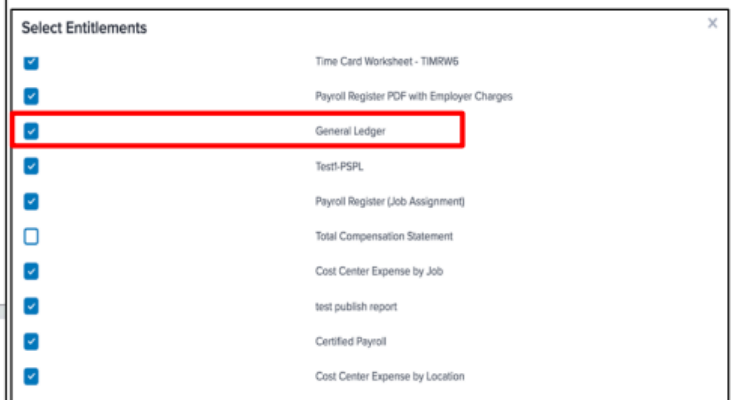 Select Entitlements
Time Card Worksheet - TIMRW6
Payroll Register PDF with Employer Charges
General Ledger
Test1-PSPL
Payroll Register (Job Assignment)
Total Compensation Statement
Cost Center Expense by Job
test publish report
Certified Payroll
Cost Center Expense by Location